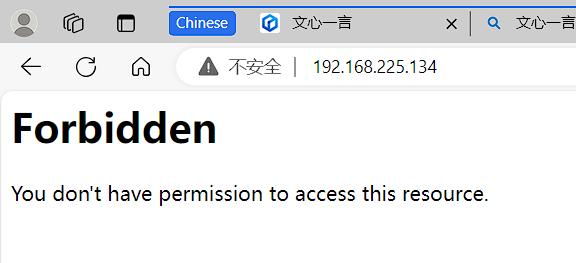 Chinese 文心一言 文心一言
不安全 192.168.225.134
Forbidden
You don't have permission to access this resource.